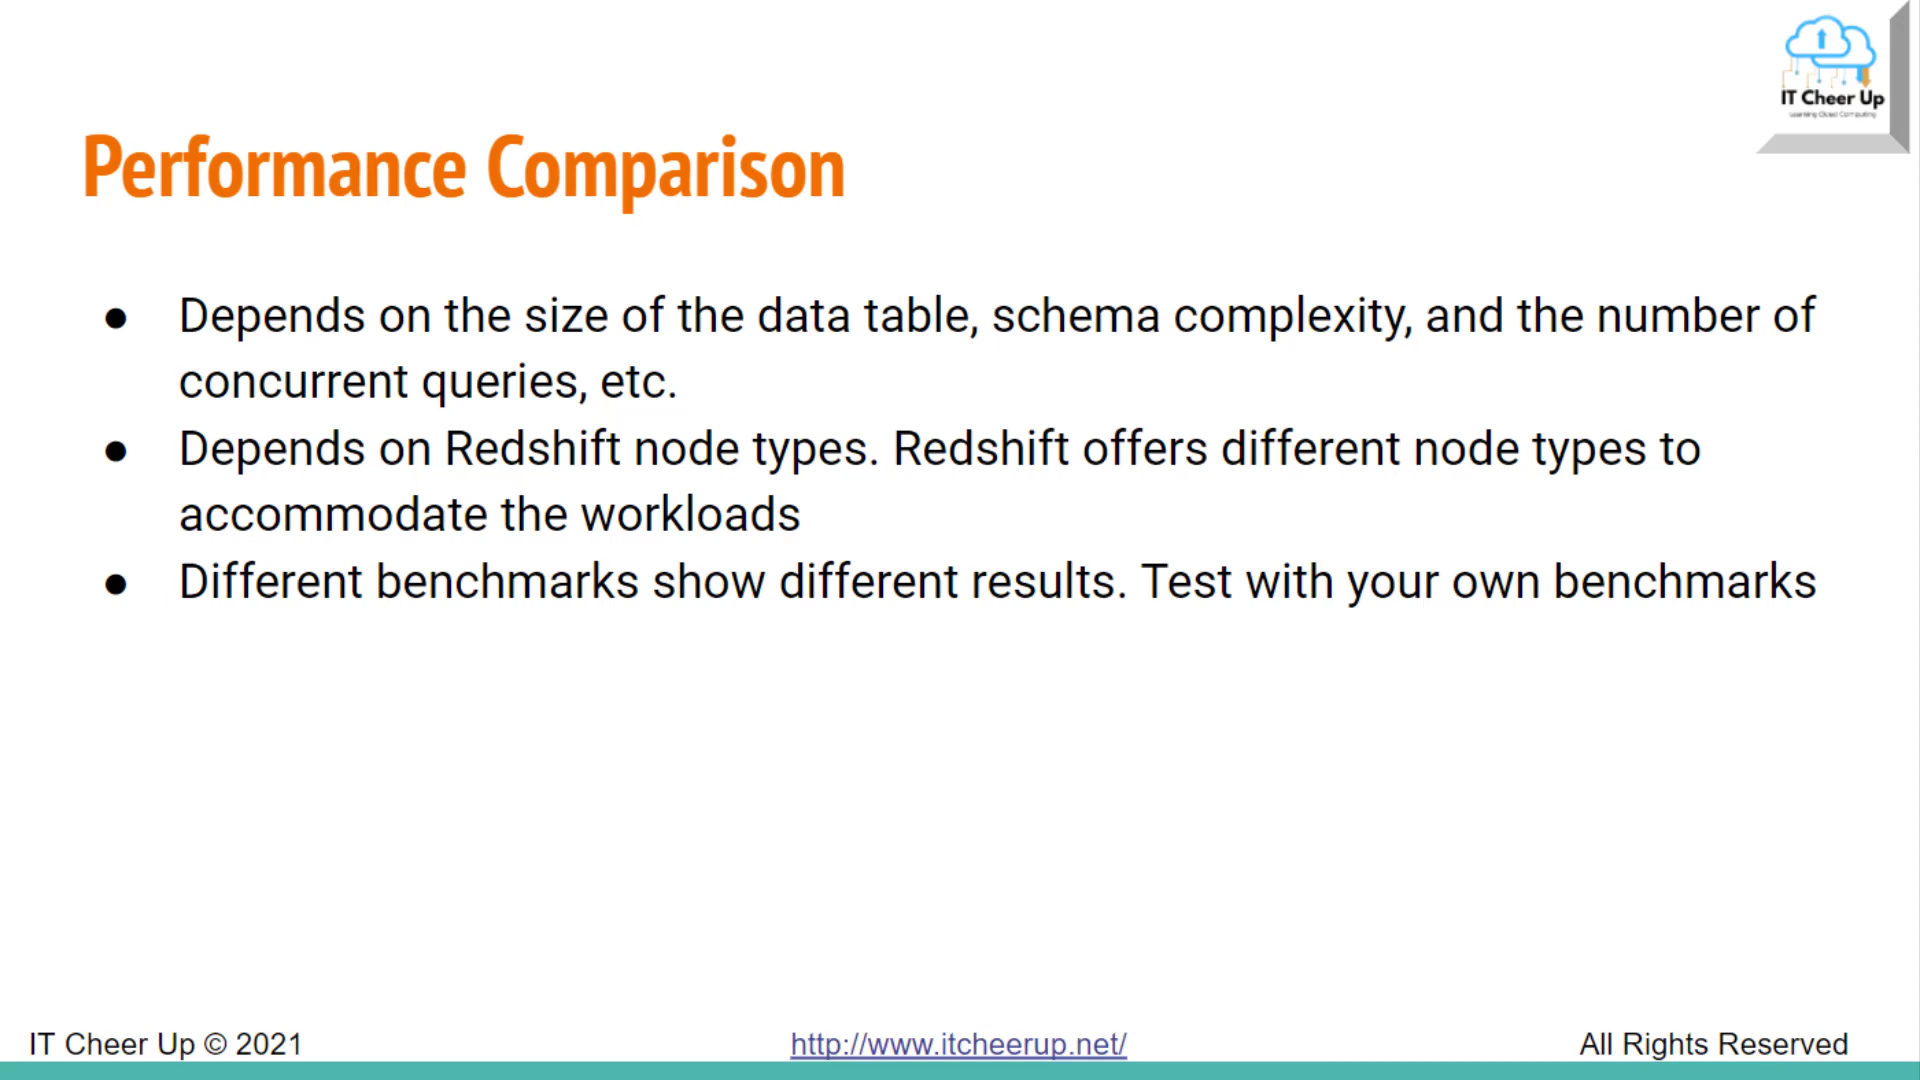 IT Cheer Up
Learning Cloud Computing
Performance Comparison
● Depends on the size of the data table, schema complexity, and the number of
concurrent queries, etc.
● Depends on Redshift node types. Redshift offers different node types to
accommodate the workloads
● Different benchmarks show different results. Test with your own benchmarks
IT Cheer Up © 2021
http://www.itcheerup.net/
All Rights Reserved